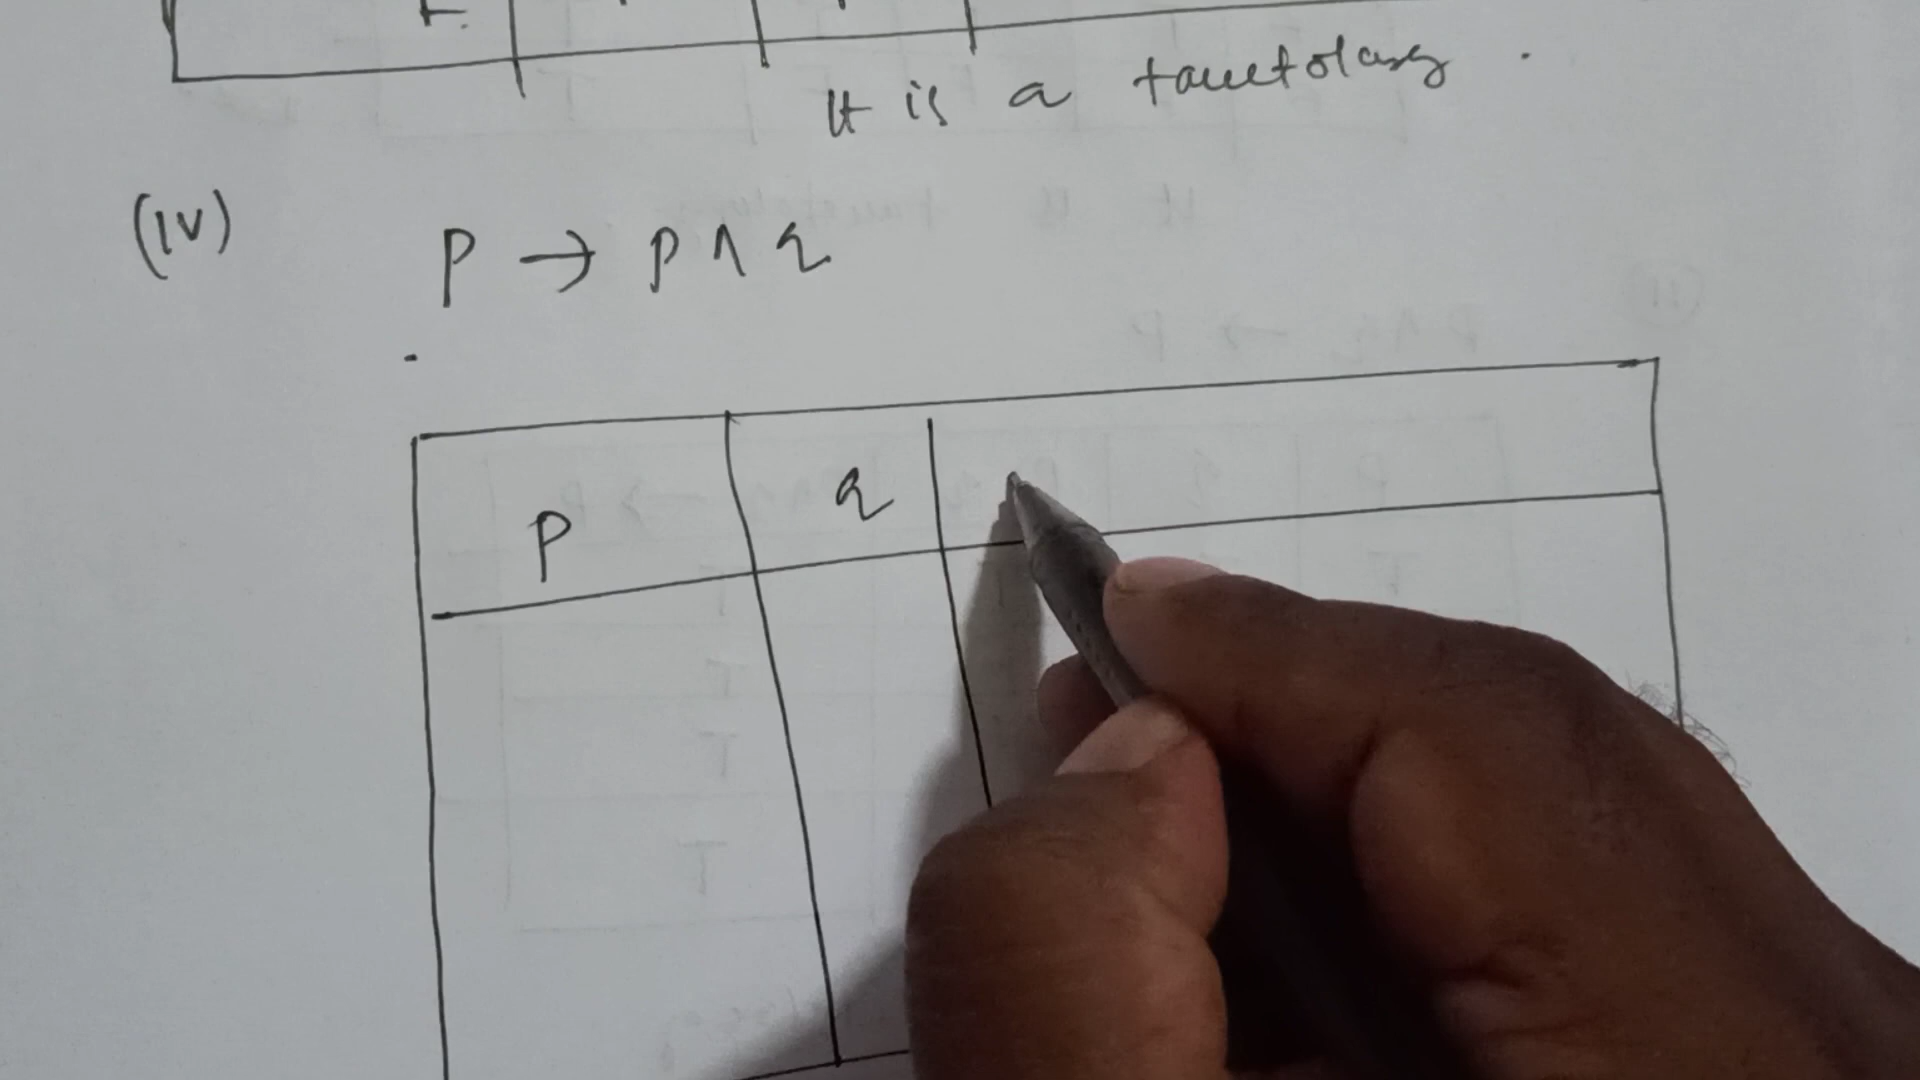 It is a tautology .
(iv) p → p ∧ q
p q